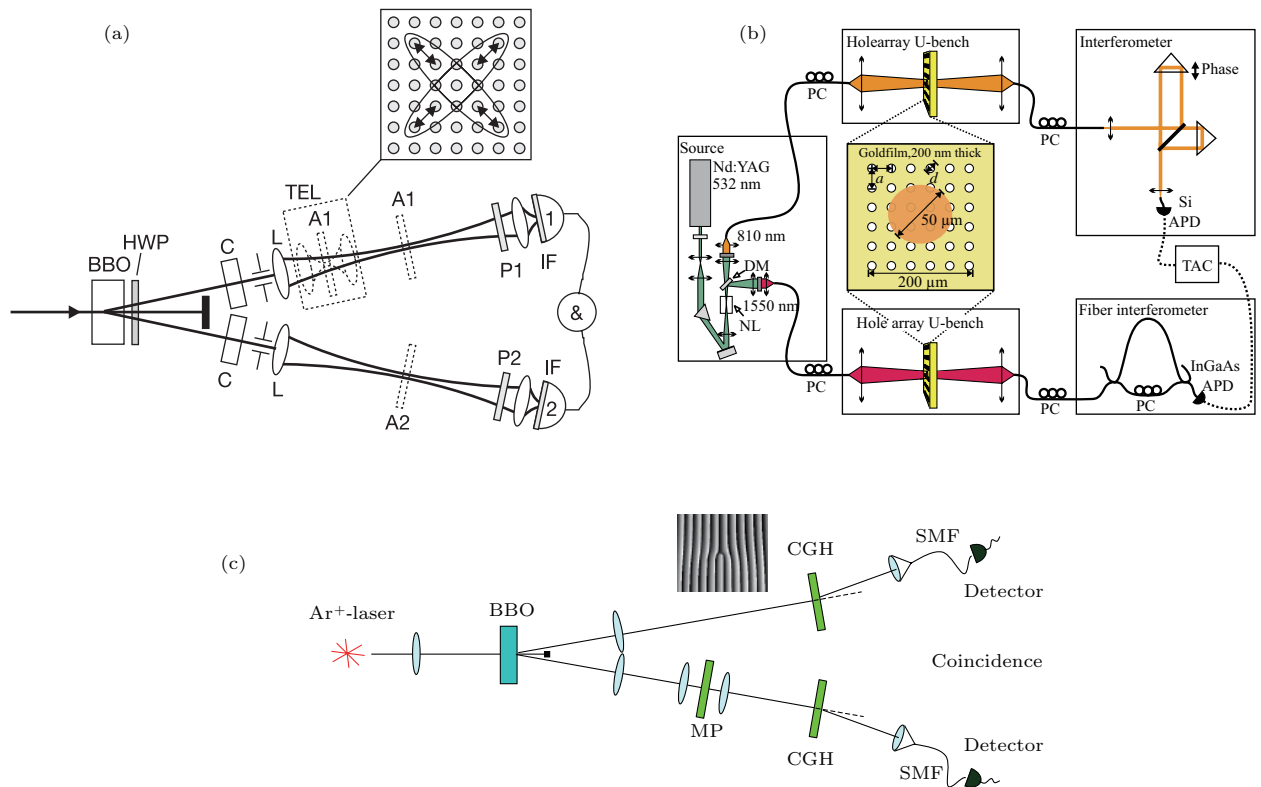 (a)
TEL
A1
A1
HWP
BBO
C
L
P1
IF
1
&
C
L
A2
P2
IF
2
(b)
Holearray U-bench
PC
PC
Interferometer
Phase
Si
APD
Source
Nd:YAG
532 nm
810 nm
DM
1550 nm
NL
Goldfilm,200 nm thick
a
d
50 µm
200 µm
TAC
Hole array U-bench
PC
PC
Fiber interferometer
InGaAs
APD
PC
(c)
Ar+-laser
BBO
CGH
SMF
Detector
Coincidence
MP
CGH
SMF
Detector